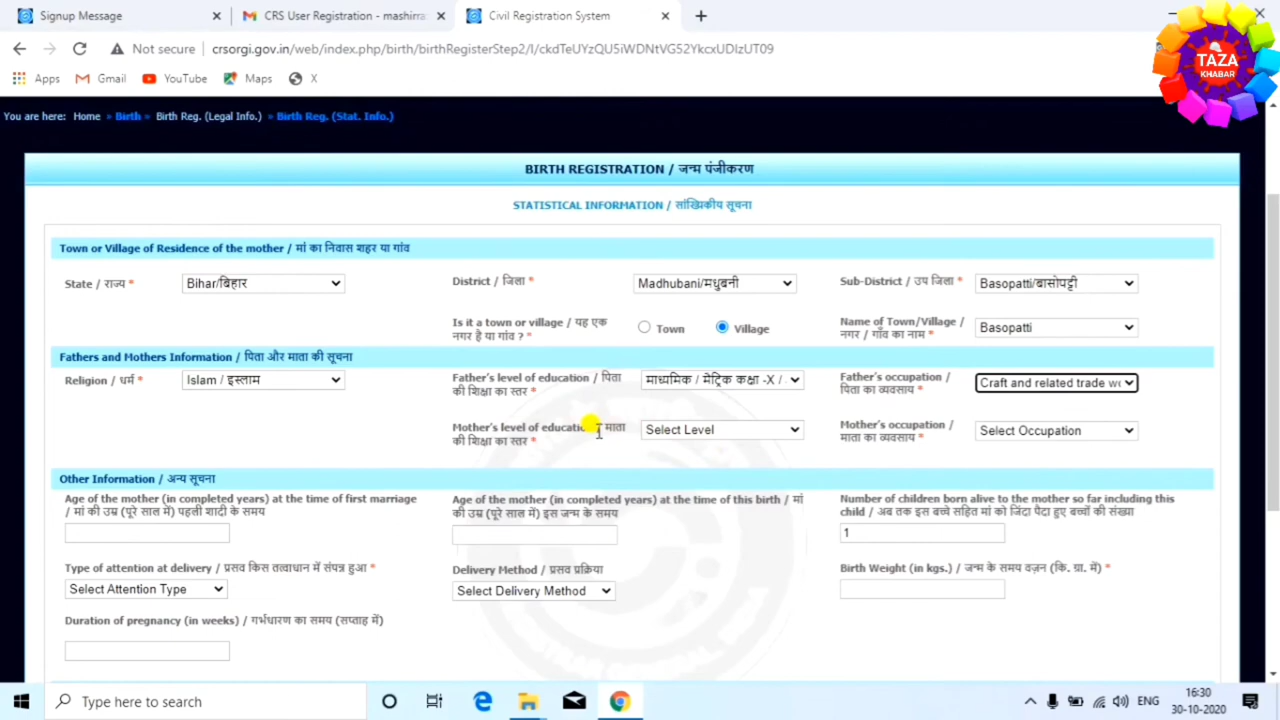 Signup Message
CRS User Registration - mashirra
Civil Registration System
Not secure
crsorgi.gov.in/web/index.php/birth/birthRegisterStep2/I/ckdTeUYzQU5iWDNtVG52YkcxUDIzUT09
Apps Gmail YouTube Maps X
TAZA
KHABAR
You are here: Home » Birth » Birth Reg. (Legal Info.) » Birth Reg. (Stat. Info.)
BIRTH REGISTRATION / जन्म पंजीकरण
STATISTICAL INFORMATION / सांख्यिकीय सूचना
Town or Village of Residence of the mother / मां का निवास शहर या गांव
State / राज्य * Bihar/बिहार District / जिला * Madhubani/मधुबनी Sub-District / उप जिला * Basopatti/बासोपट्टी
Is it a town or village / यह एक
नगर है या गांव ? * Town Village
Name of Town/Village /
नगर / गाँव का नाम * Basopatti
Fathers and Mothers Information / पिता और माता की सूचना
Religion / धर्म * Islam / इस्लाम
Father's level of education / पिता
की शिक्षा का स्तर * माध्यमिक / मैट्रिक कक्षा -X /
Father's occupation /
पिता का व्यवसाय * Craft and related trade
Mother's level of education / माता
की शिक्षा का स्तर * Select Level
Mother's occupation /
माता का व्यवसाय * Select Occupation
Other Information / अन्य सूचना
Age of the mother (in completed years) at the time of first marriage
/ मां की उम्र (पूरे साल में) पहली शादी के समय
Age of the mother (in completed years) at the time of this birth / मां
की उम्र (पूरे साल में) इस जन्म के समय
Number of children born alive to the mother so far including this
child / अब तक इस बच्चे सहित मां को जिंदा पैदा हुए बच्चों की संख्या
1
Type of attention at delivery / प्रसव किस तत्वाधान में संपन्न हुआ *
Select Attention Type
Delivery Method / प्रसव प्रक्रिया
Select Delivery Method
Birth Weight (in kgs.) / जन्म के समय वज़न (कि. ग्रा. में) *
Duration of pregnancy (in weeks) / गर्भधारण का समय (सप्ताह में)
Type here to search
ENG
16:30
30-10-2020